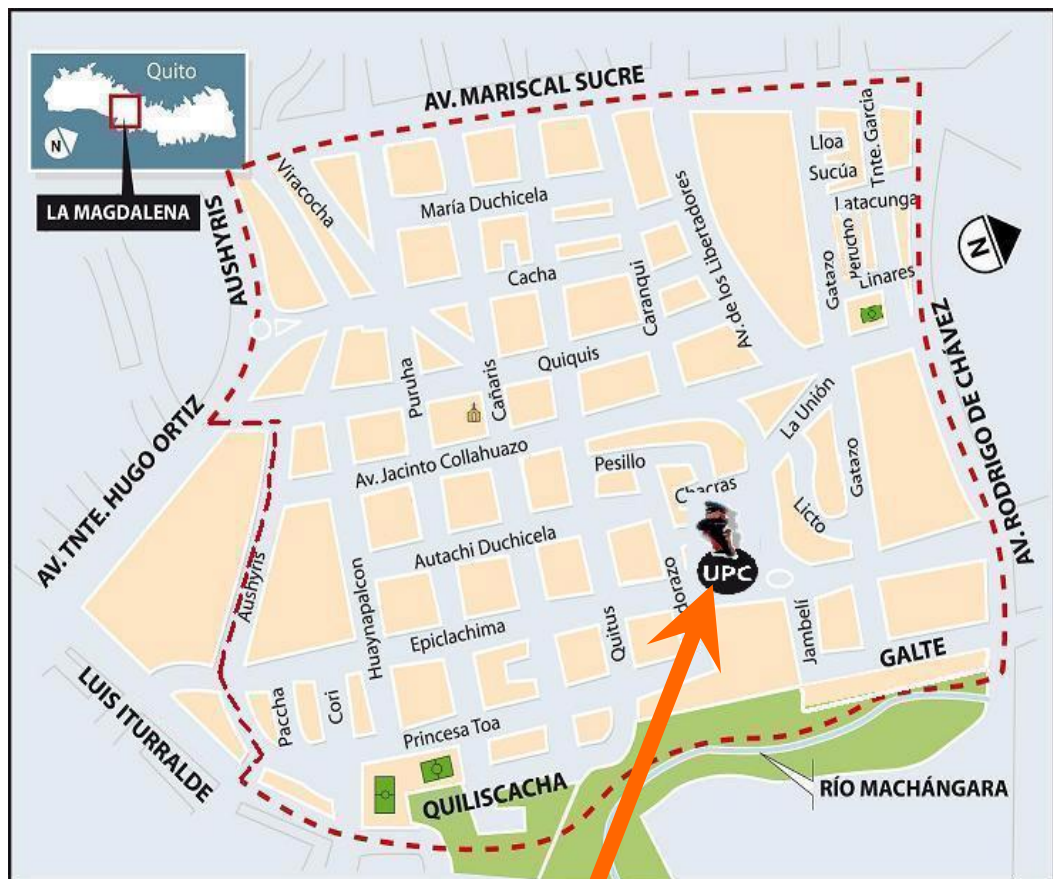 Quito
N
LA MAGDALENA
AV. MARISCAL SUCRE
Viracocha
María Duchicela
Cacha
Caranqui
Av. de los Libertadores
Lloa
Sucúa
Tnte. Garcia
Latacunga
Perucho
Gatazo
Linares
N
AUSHYRIS
AV. RODRIGO DE CHÁVEZ
Puruha
Cañaris
Quiquis
La Unión
AV. TNTE. HUGO ORTIZ
Av. Jacinto Collahuazo
Pesillo
Chacras
Gatazo
Licto
Aushyris
Autachi Duchicela
UPC
dorazo
Huaynapalcon
Epiclachima
Quitus
Jambelí
GALTE
LUIS ITURRALDE
Paccha
Cori
Princesa Toa
QUILISCACHA
RÍO MACHÁNGARA